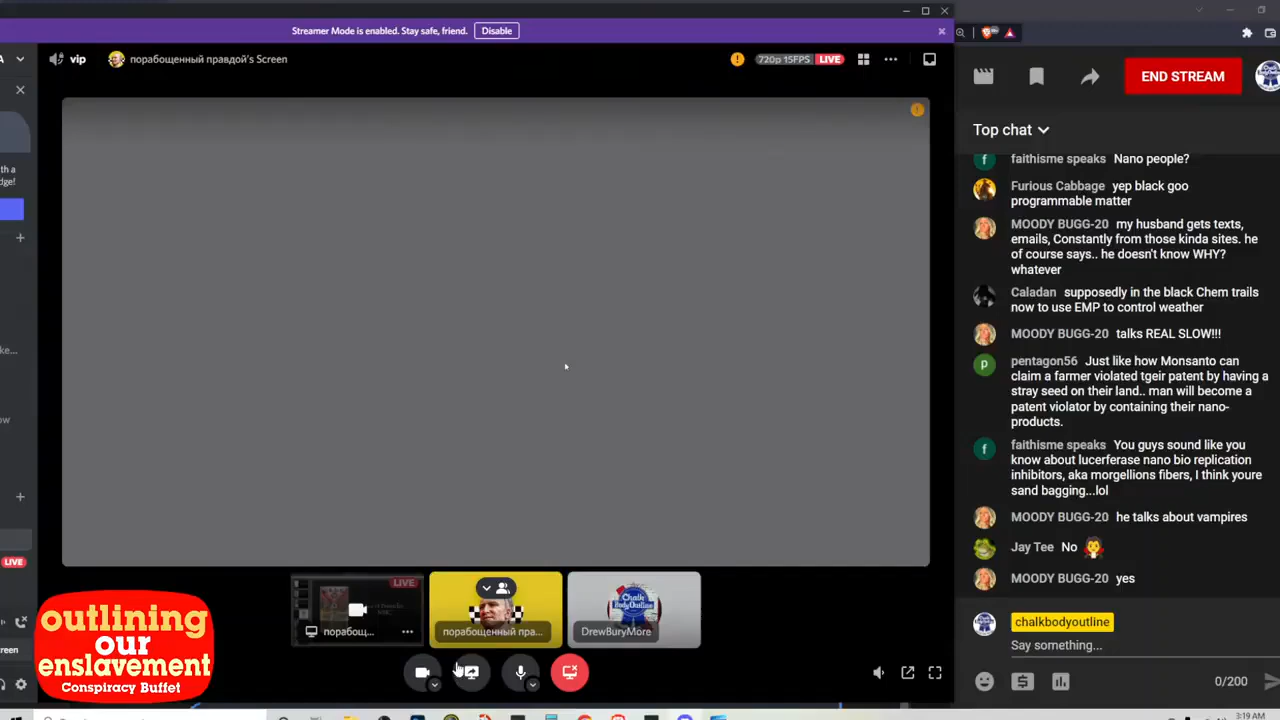 Streamer Mode is enabled. Stay safe, friend.
Disable
vip
порабощенный правдой's Screen
720p 15FPS
LIVE
END STREAM
Top chat
faithisme speaks Nano people?
Furious Cabbage yep black goo
programmable matter
MOODY BUGG-20 my husband gets texts,
emails, Constantly from those kinda sites. he
of course says.. he doesn't know WHY?
whatever
Caladan supposedly in the black Chem trails
now to use EMP to control weather
MOODY BUGG-20 talks REAL SLOW!!!
pentagon56 Just like how Monsanto can
claim a farmer violated tgeir patent by having a
stray seed on their land.. man will become a
patent violator by containing their nano-
products.
faithisme speaks You guys sound like you
know about lucerferase nano bio replication
inhibitors, aka morgellions fibers, I think youre
sand bagging...lol
MOODY BUGG-20 he talks about vampires
Jay Tee No
MOODY BUGG-20 yes
chalkbodyoutline
Say something...
0/200
3:19 AM
LIVE
порабощ...
порабощенный пра...
Chalk
Body
Outline
DrewBuryMore
LIVE
outlining
our
enslavement
Conspiracy Buffet